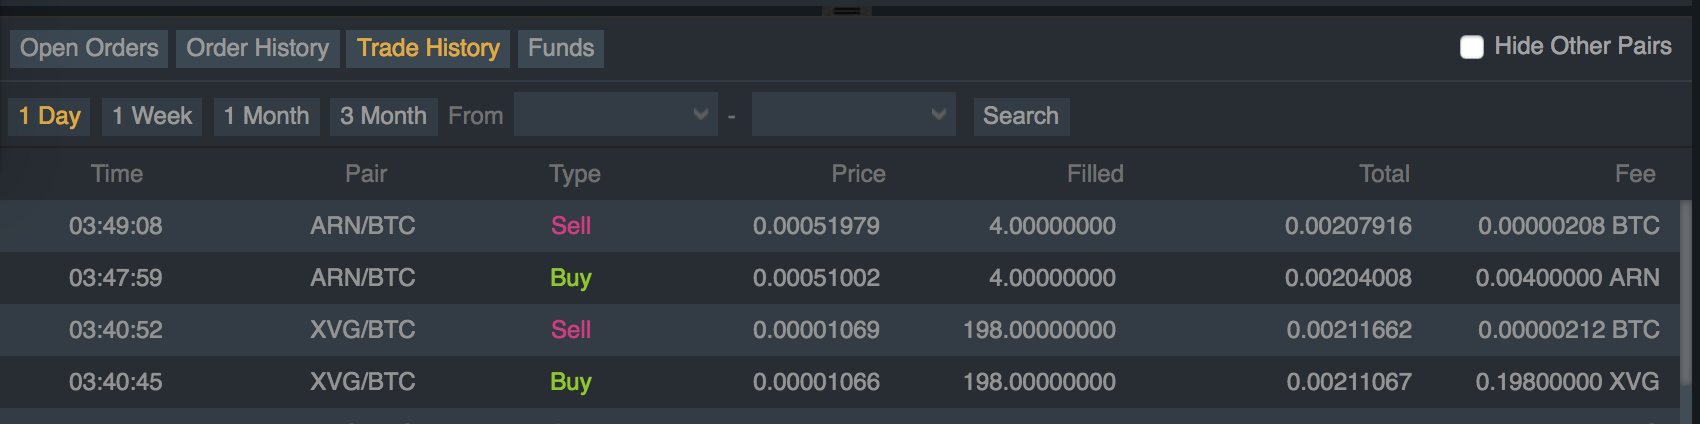 Open Orders Order History Trade History Funds Hide Other Pairs
1 Day 1 Week 1 Month 3 Month From - Search
Time Pair Type Price Filled Total Fee
03:49:08 ARN/BTC Sell 0.00051979 4.00000000 0.00207916 0.00000208 BTC
03:47:59 ARN/BTC Buy 0.00051002 4.00000000 0.00204008 0.00400000 ARN
03:40:52 XVG/BTC Sell 0.00001069 198.00000000 0.00211662 0.00000212 BTC
03:40:45 XVG/BTC Buy 0.00001066 198.00000000 0.00211067 0.19800000 XVG